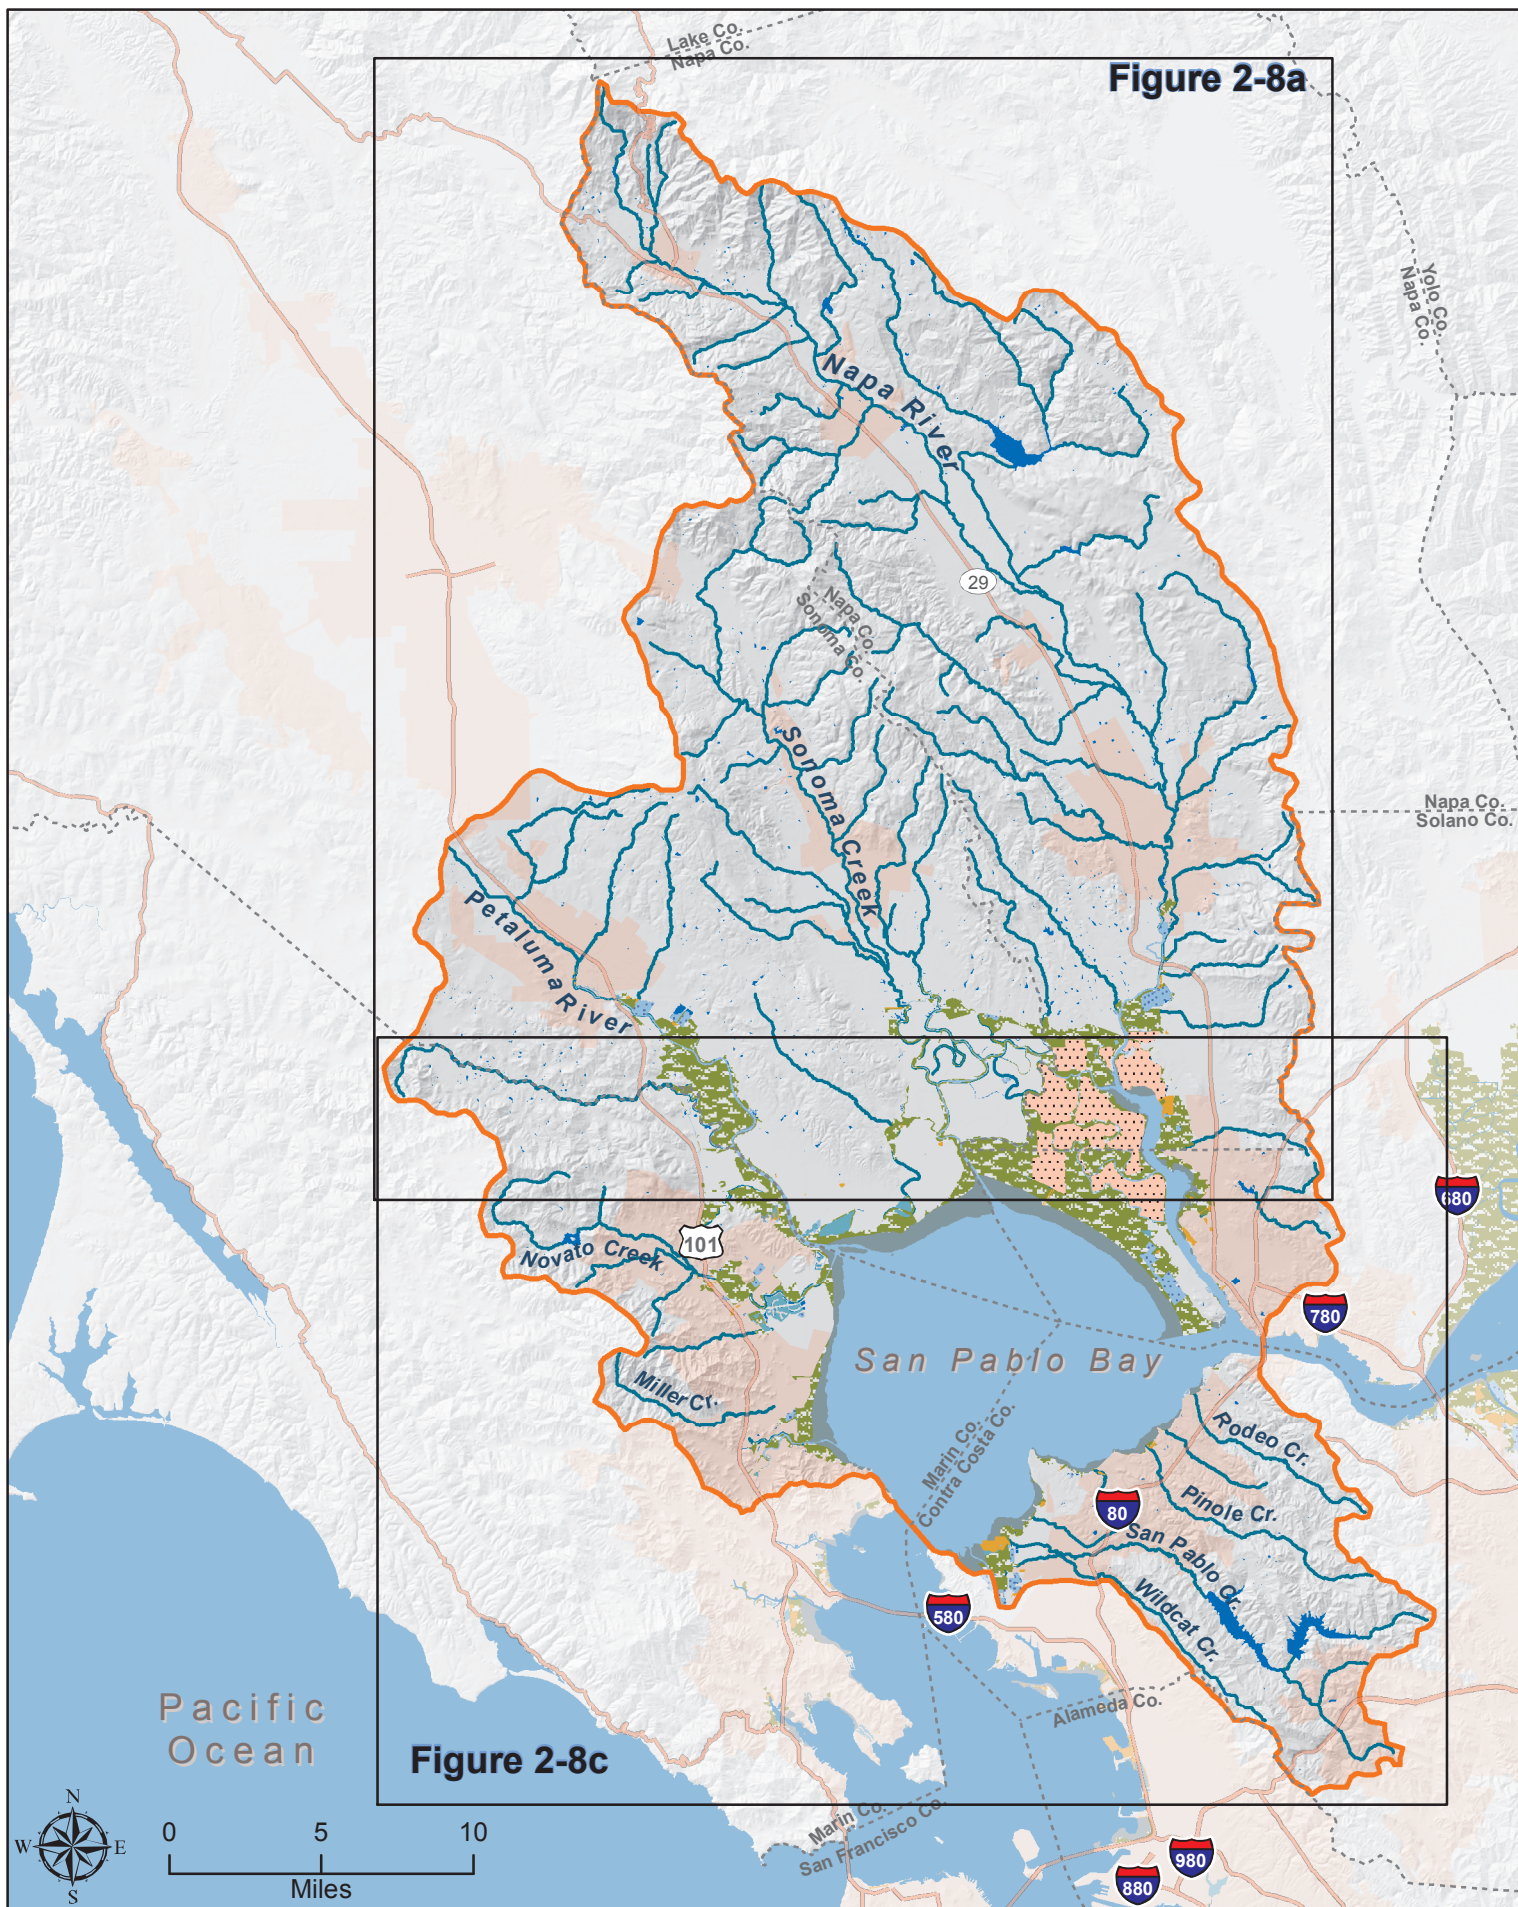 Lake Co.
Napa Co.
Figure 2-8a
Yolo Co.
Napa Co.
Napa River
29
Napa Co.
Sonoma Co.
Sonoma Creek
Napa Co.
Solano Co.
Petaluma River
680
101
Novato Creek
780
San Pablo Bay
Miller Cr.
Marin Co.
Contra Costa Co.
Rodeo Cr.
Pinole Cr.
80
San Pablo Cr.
Wildcat Cr.
580
Pacific
Ocean
Alameda Co.
Figure 2-8c
N
W
E
S
0 5 10
Miles
Marin Co.
San Francisco Co.
980
880